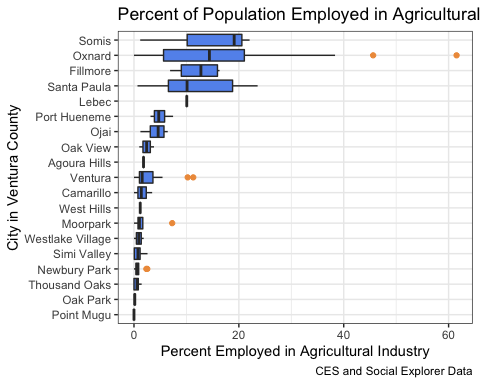 Percent of Population Employed in Agricultural
City in Ventura County
Somis
Oxnard
Fillmore
Santa Paula
Lebec
Port Hueneme
Ojai
Oak View
Agoura Hills
Ventura
Camarillo
West Hills
Moorpark
Westlake Village
Simi Valley
Newbury Park
Thousand Oaks
Oak Park
Point Mugu
0 20 40 60
Percent Employed in Agricultural Industry
CES and Social Explorer Data